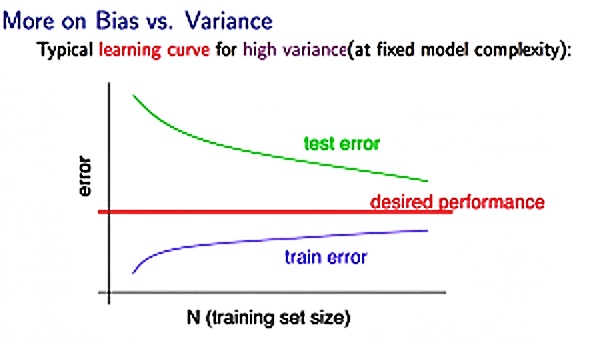 More on Bias vs. Variance
Typical learning curve for high variance(at fixed model complexity):
test error
error
desired performance
train error
N (training set size)